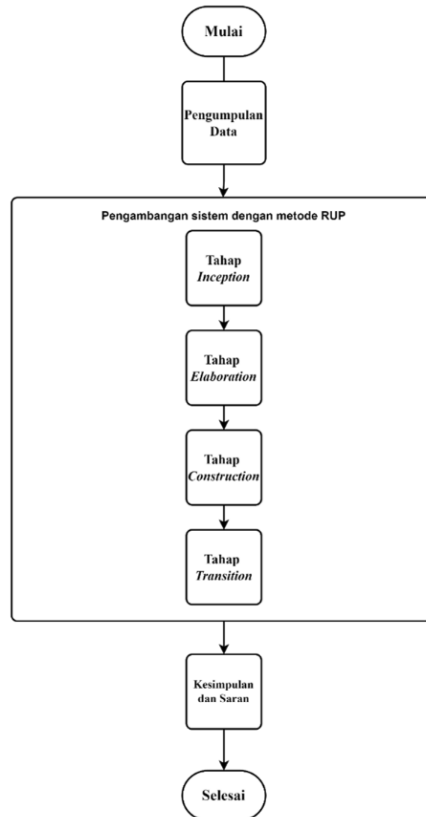 Mulai
Pengumpulan
Data
Pengambangan sistem dengan metode RUP
Tahap
Inception
Tahap
Elaboration
Tahap
Construction
Tahap
Transition
Kesimpulan
dan Saran
Selesai